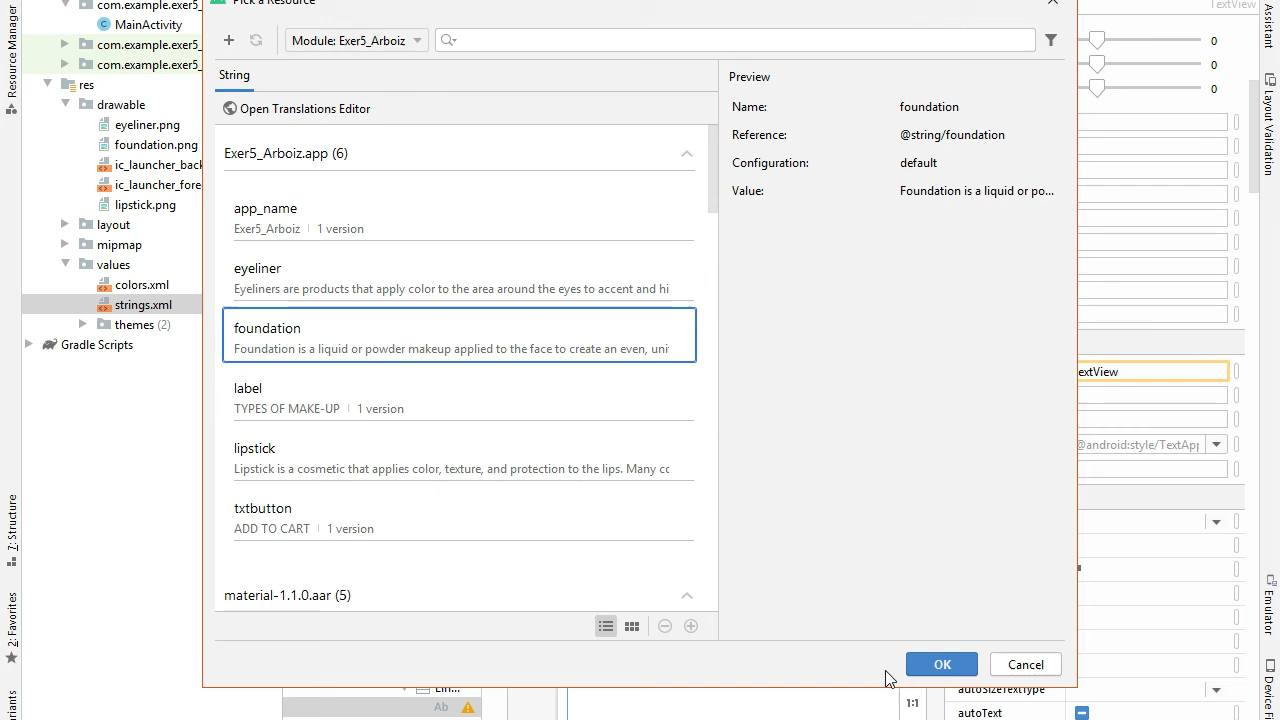 Pick a Resource
TextView
com.example.exer5_
MainActivity
com.example.exer5_
com.example.exer5_
res
drawable
eyeliner.png
foundation.png
ic_launcher_back
ic_launcher_fore
lipstick.png
layout
mipmap
values
colors.xml
strings.xml
themes (2)
Gradle Scripts
Resource Manager
7: Structure
2: Favorites
Module: Exer5_Arboiz
String
Open Translations Editor
Exer5_Arboiz.app (6)
app_name
Exer5_Arboiz
1 version
eyeliner
Eyeliners are products that apply color to the area around the eyes to accent and hi
foundation
Foundation is a liquid or powder makeup applied to the face to create an even, uni
label
TYPES OF MAKE-UP
1 version
lipstick
Lipstick is a cosmetic that applies color, texture, and protection to the lips. Many co
txtbutton
ADD TO CART
1 version
material-1.1.0.aar (5)
Preview
Name:
foundation
Reference:
@string/foundation
Configuration:
default
Value:
Foundation is a liquid or po...
OK
Cancel
0
0
0
extView
@android:style/TextAp
autoSizeTextType
autoText
Lin...
Ab
1:1
Assistant
Layout Validation
Emulator